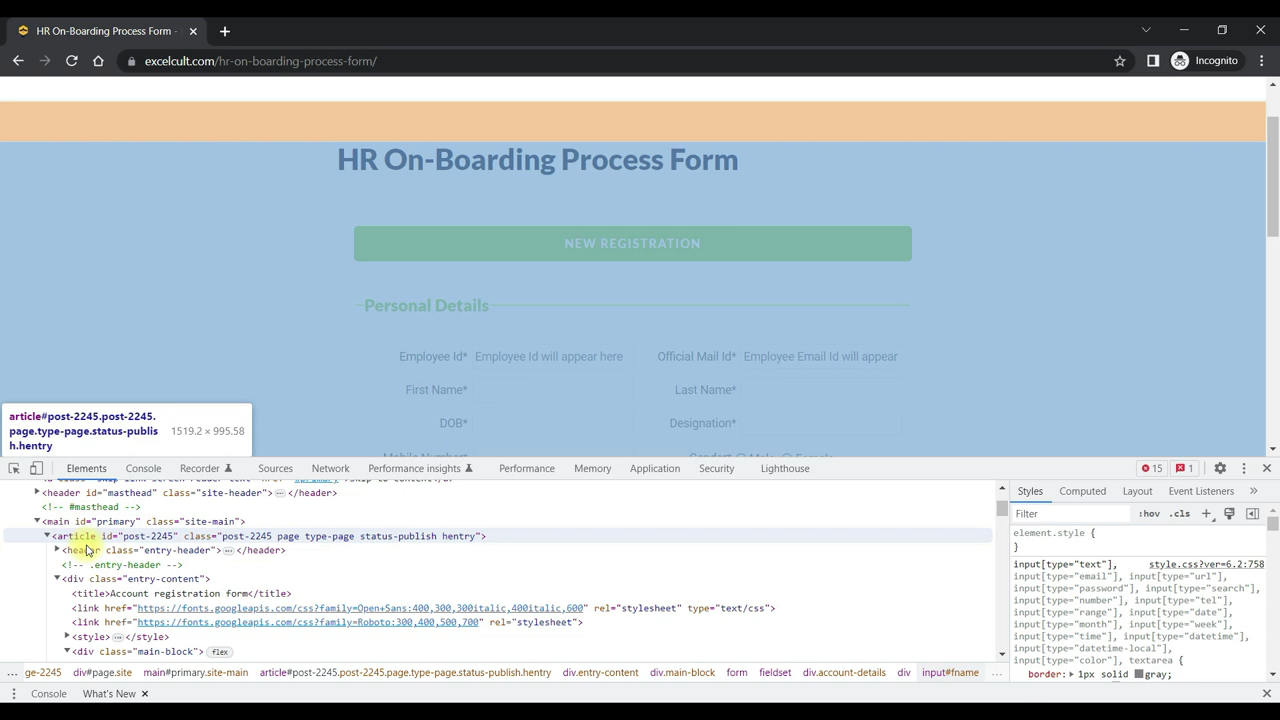 HR On-Boarding Process Form -
excelcult.com/hr-on-boarding-process-form/
Incognito
HR On-Boarding Process Form
NEW REGISTRATION
Personal Details
Employee Id* Employee Id will appear here Official Mail Id* Employee Email Id will appear
First Name* Last Name*
DOB* Designation*
article#post-2245.post-2245.
page.type-page.status-publis
h.hentry
1519.2 × 995.58
Elements Console Recorder Sources Network Performance insights Performance Memory Application Security Lighthouse 15 1
<header id="masthead" class="site-header"> … </header>
<!-- #masthead -->
<main id="primary" class="site-main">
<article id="post-2245" class="post-2245 page type-page status-publish hentry">
<header class="entry-header"> … </header>
<!-- .entry-header -->
<div class="entry-content">
<title>Account registration form</title>
<link href="https://fonts.googleapis.com/css?family=Open+Sans:400,300,300italic,400italic,600" rel="stylesheet" type="text/css">
<link href="https://fonts.googleapis.com/css?family=Roboto:300,400,500,700" rel="stylesheet">
<style> … </style>
<div class="main-block"> flex
Styles Computed Layout Event Listeners »
Filter :hov .cls +
element.style {
}
input[type="text"], style.css?ver=6.2:758
input[type="email"], input[type="url"],
input[type="password"], input[type="search"],
input[type="number"], input[type="tel"],
input[type="range"], input[type="date"],
input[type="month"], input[type="week"],
input[type="time"], input[type="datetime"],
input[type="datetime-local"],
input[type="color"], textarea {
border: 1px solid gray;
... ge-2245 div#page.site main#primary.site-main article#post-2245.post-2245.page.type-page.status-publish.hentry div.entry-content div.main-block form fieldset div.account-details div input#fname ...
Console What's New